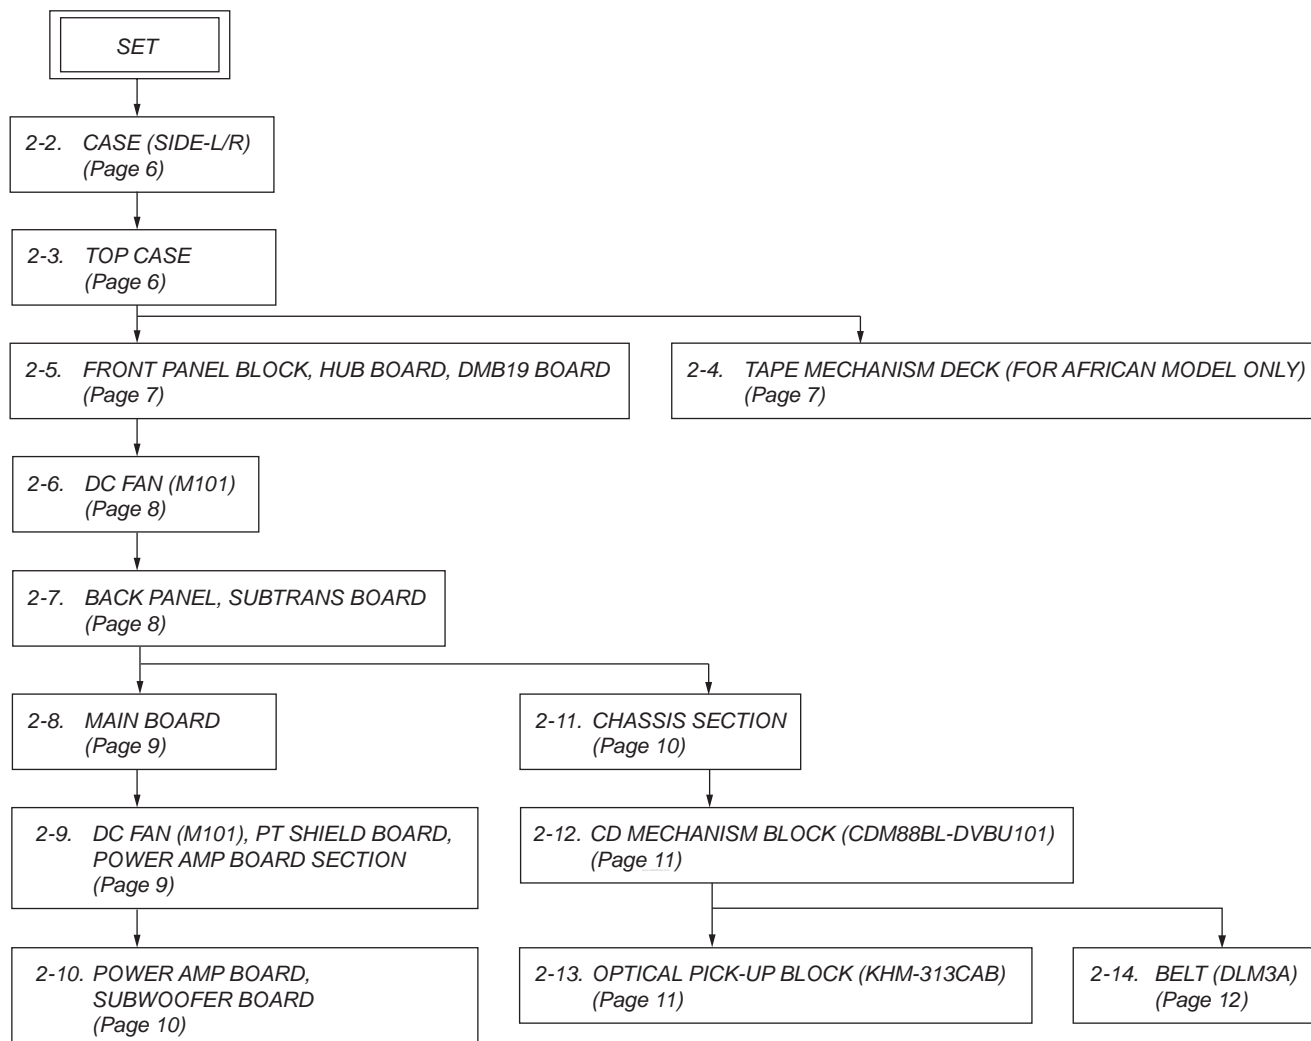 SET
2-2. CASE (SIDE-L/R)
(Page 6)
2-3. TOP CASE
(Page 6)
2-5. FRONT PANEL BLOCK, HUB BOARD, DMB19 BOARD
(Page 7)
2-4. TAPE MECHANISM DECK (FOR AFRICAN MODEL ONLY)
(Page 7)
2-6. DC FAN (M101)
(Page 8)
2-7. BACK PANEL, SUBTRANS BOARD
(Page 8)
2-8. MAIN BOARD
(Page 9)
2-11. CHASSIS SECTION
(Page 10)
2-9. DC FAN (M101), PT SHIELD BOARD,
POWER AMP BOARD SECTION
(Page 9)
2-12. CD MECHANISM BLOCK (CDM88BL-DVBU101)
(Page 11)
2-10. POWER AMP BOARD,
SUBWOOFER BOARD
(Page 10)
2-13. OPTICAL PICK-UP BLOCK (KHM-313CAB)
(Page 11)
2-14. BELT (DLM3A)
(Page 12)